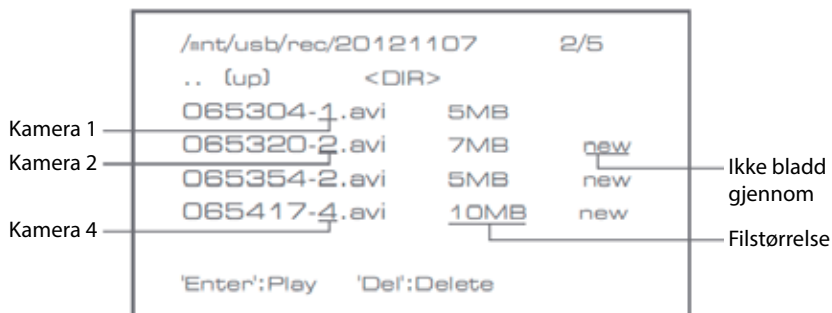 /mnt/usb/rec/20121107 2/5
.. (up) <DIR>
065304-1.avi 5MB
065320-2.avi 7MB new
065354-2.avi 5MB new
065417-4.avi 10MB new
'Enter':Play 'Del':Delete
Kamera 1
Kamera 2
Kamera 4
Ikke bladd
gjennom
Filstørrelse